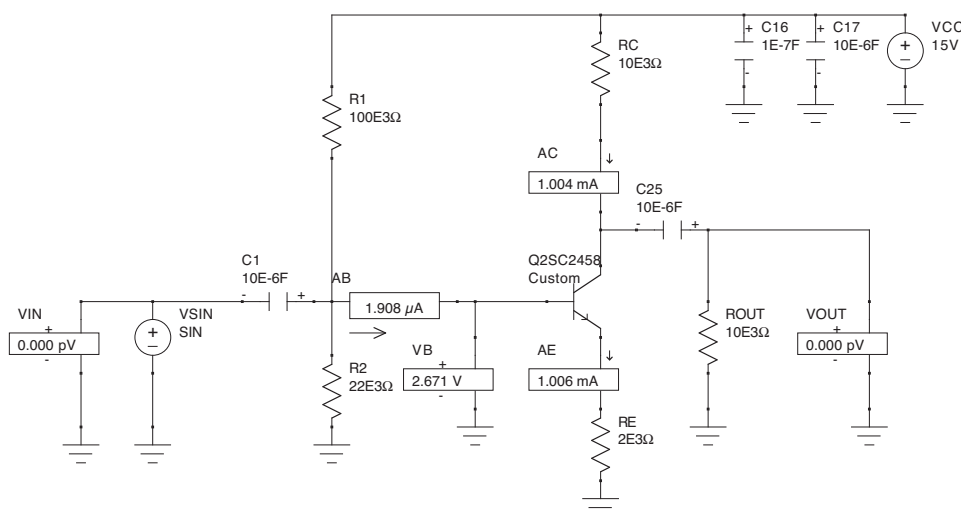 C16
1E-7F
C17
10E-6F
VCC
15V
RC
10E3Ω
R1
100E3Ω
AC
1.004 mA
C25
10E-6F
Q2SC2458
Custom
C1
10E-6F
AB
1.908 µA
VIN
0.000 pV
VSIN
SIN
R2
22E3Ω
VB
2.671 V
AE
1.006 mA
ROUT
10E3Ω
VOUT
0.000 pV
RE
2E3Ω